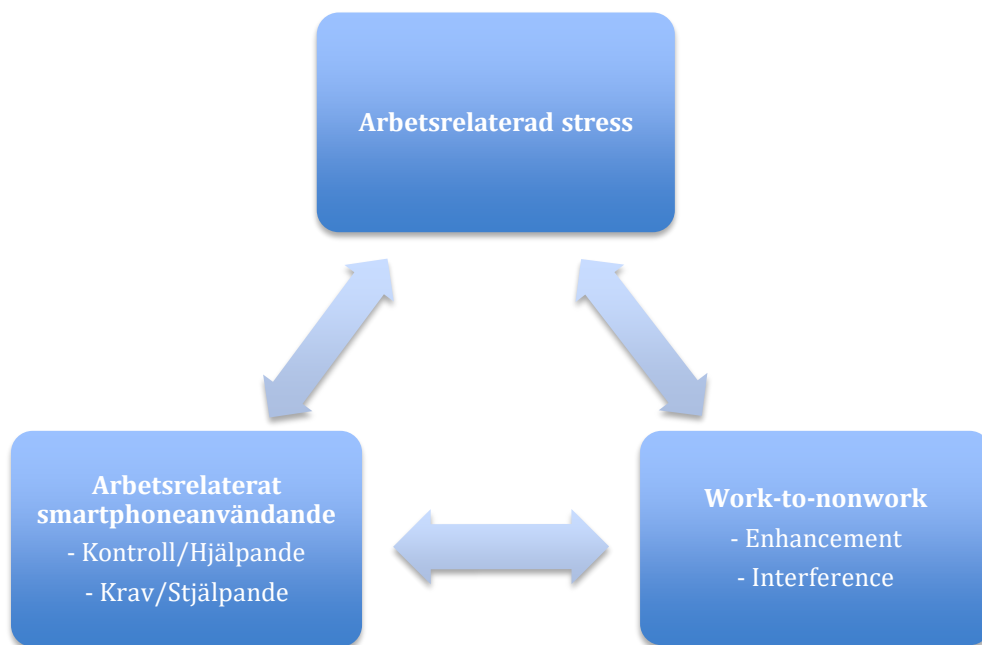 Arbetsrelaterad stress
Arbetsrelaterat
smartphoneanvändande
- Kontroll/Hjälpande
- Krav/Stjälpande
Work-to-nonwork
- Enhancement
- Interference